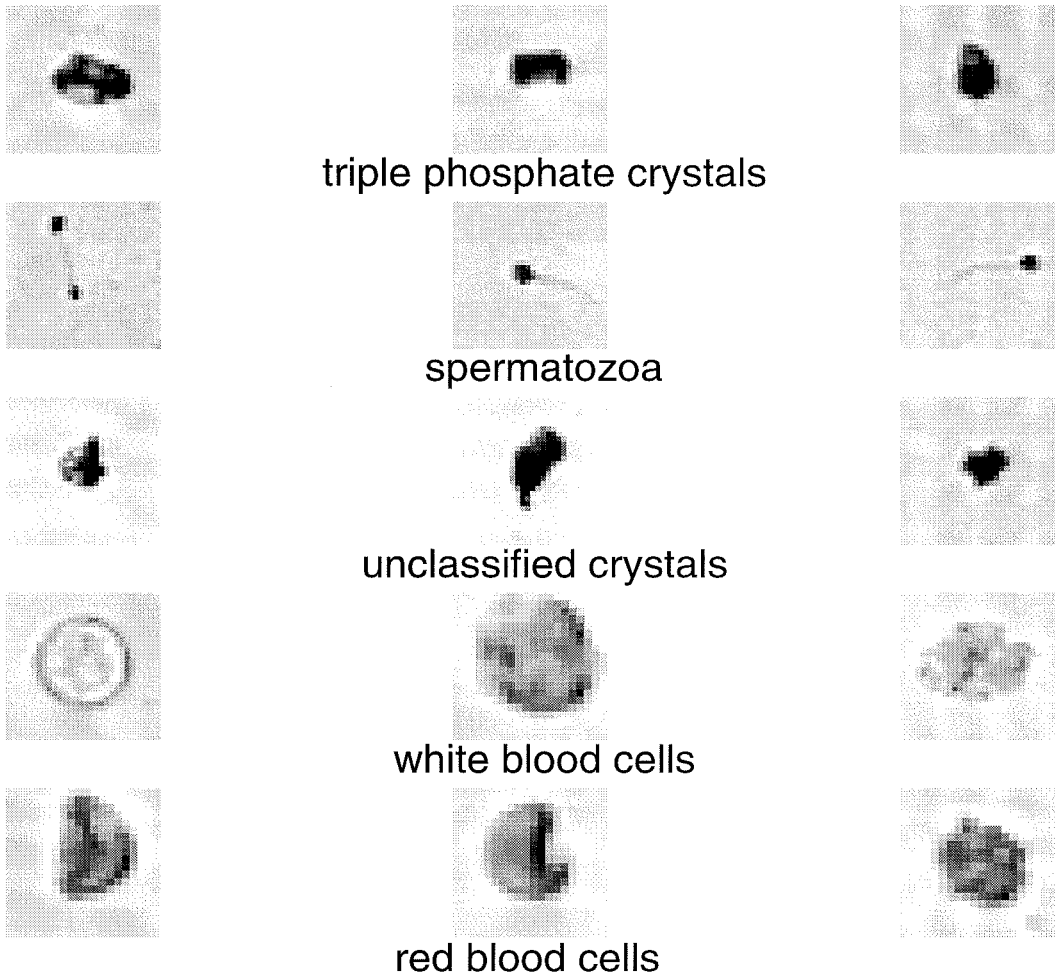 triple phosphate crystals
spermatozoa
unclassified crystals
white blood cells
red blood cells